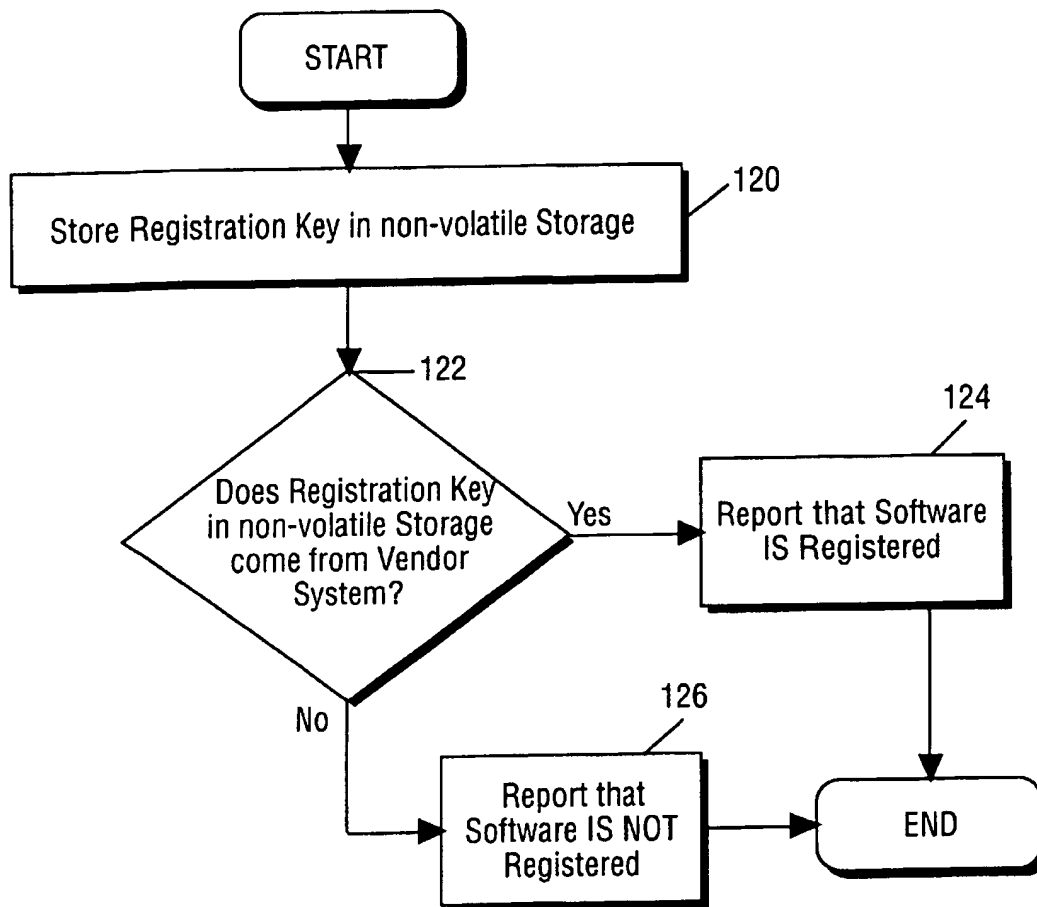 START
120
Store Registration Key in non-volatile Storage
122
Does Registration Key
in non-volatile Storage
come from Vendor
System?
Yes
124
Report that Software
IS Registered
No
126
Report that
Software IS NOT
Registered
END